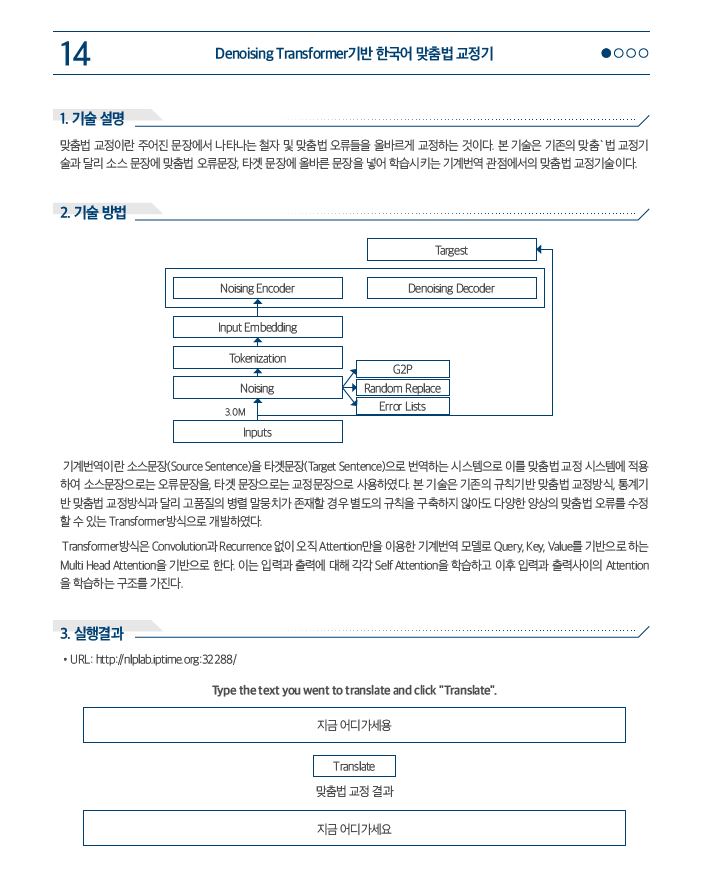 14
Denoising Transformer기반 한국어 맞춤법 교정기
1. 기술 설명
맞춤법 교정이란 주어진 문장에서 나타나는 철자 및 맞춤법 오류들을 올바르게 교정하는 것이다. 본 기술은 기존의 맞춤`법 교정기
술과 달리 소스 문장에 맞춤법 오류문장, 타겟 문장에 올바른 문장을 넣어 학습시키는 기계번역 관점에서의 맞춤법 교정기술이다.
2. 기술 방법
Targest
Noising Encoder
Denoising Decoder
Input Embedding
Tokenization
Noising
G2P
Random Replace
Error Lists
3.0M
Inputs
기계번역이란 소스문장(Source Sentence)을 타겟문장(Target Sentence)으로 번역하는 시스템으로 이를 맞춤법 교정 시스템에 적용
하여 소스문장으로는 오류문장을, 타겟 문장으로는 교정문장으로 사용하였다. 본 기술은 기존의 규칙기반 맞춤법 교정방식, 통계기
반 맞춤법 교정방식과 달리 고품질의 병렬 말뭉치가 존재할 경우 별도의 규칙을 구축하지 않아도 다양한 양상의 맞춤법 오류를 수정
할 수 있는 Transformer방식으로 개발하였다.
Transformer방식은 Convolution과 Recurrence 없이 오직 Attention만을 이용한 기계번역 모델로 Query, Key, Value를 기반으로 하는
Multi Head Attention을 기반으로 한다. 이는 입력과 출력에 대해 각각 Self Attention을 학습하고 이후 입력과 출력사이의 Attention
을 학습하는 구조를 가진다.
3. 실행결과
• URL: http://nlplab.iptime.org:32288/
Type the text you went to translate and click "Translate".
지금 어디가세용
Translate
맞춤법 교정 결과
지금 어디가세요